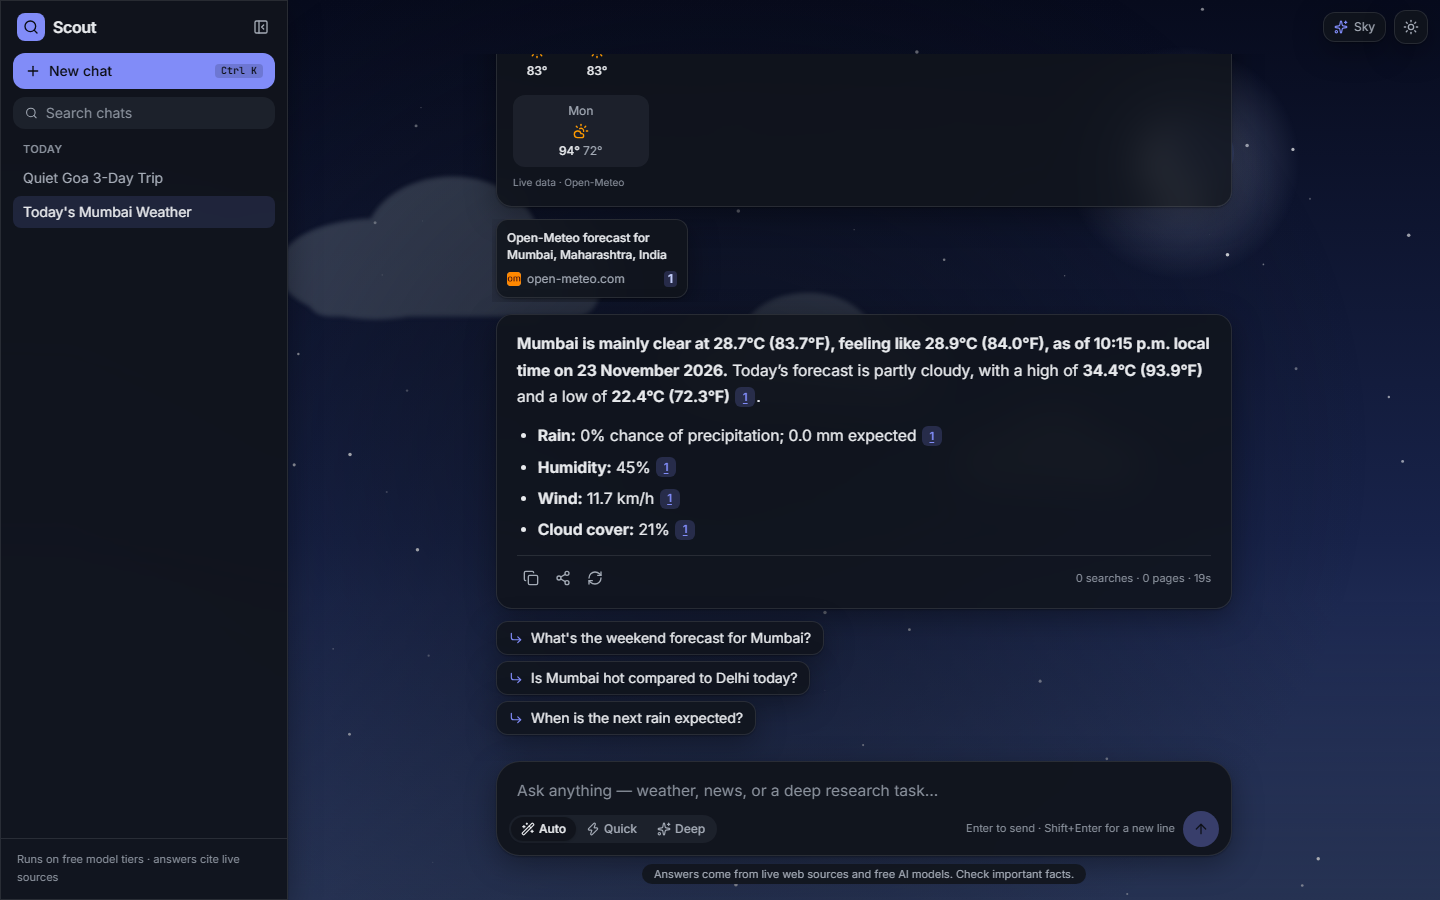 Scout
New chat
Ctrl K
Search chats
TODAY
Quiet Goa 3-Day Trip
Today's Mumbai Weather
Runs on free model tiers · answers cite live
sources
Sky
83° 83°
Mon
94° 72°
Live data · Open-Meteo
Open-Meteo forecast for
Mumbai, Maharashtra, India
om open-meteo.com 1
Mumbai is mainly clear at 28.7°C (83.7°F), feeling like 28.9°C (84.0°F), as of 10:15 p.m. local
time on 23 November 2026. Today's forecast is partly cloudy, with a high of 34.4°C (93.9°F)
and a low of 22.4°C (72.3°F) 1.
• Rain: 0% chance of precipitation; 0.0 mm expected 1
• Humidity: 45% 1
• Wind: 11.7 km/h 1
• Cloud cover: 21% 1
0 searches · 0 pages · 19s
What's the weekend forecast for Mumbai?
Is Mumbai hot compared to Delhi today?
When is the next rain expected?
Ask anything — weather, news, or a deep research task...
Auto Quick Deep
Enter to send · Shift+Enter for a new line
Answers come from live web sources and free AI models. Check important facts.